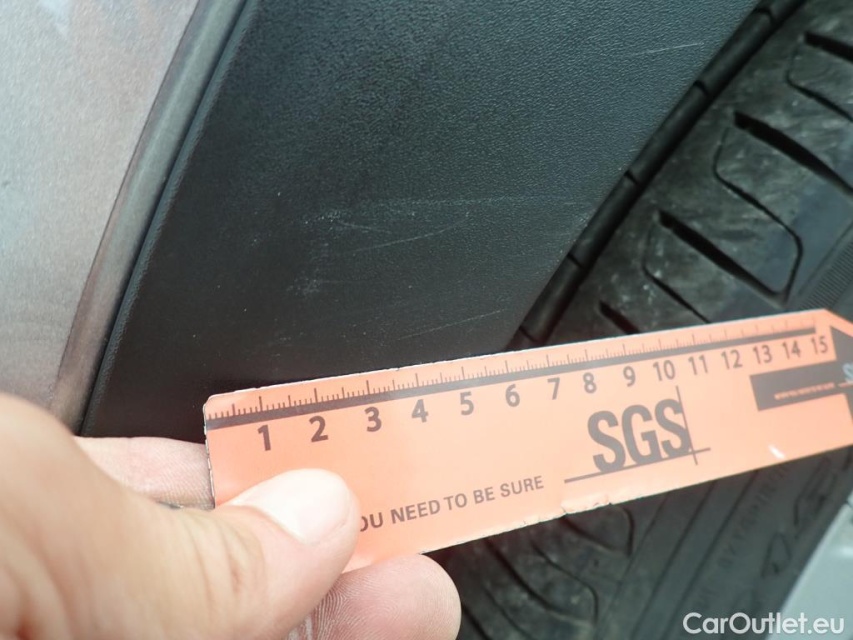 1 2 3 4 5 6 7 8 9 10 11 12 13 14 15
SGS
OU NEED TO BE SURE
CarOutlet.eu